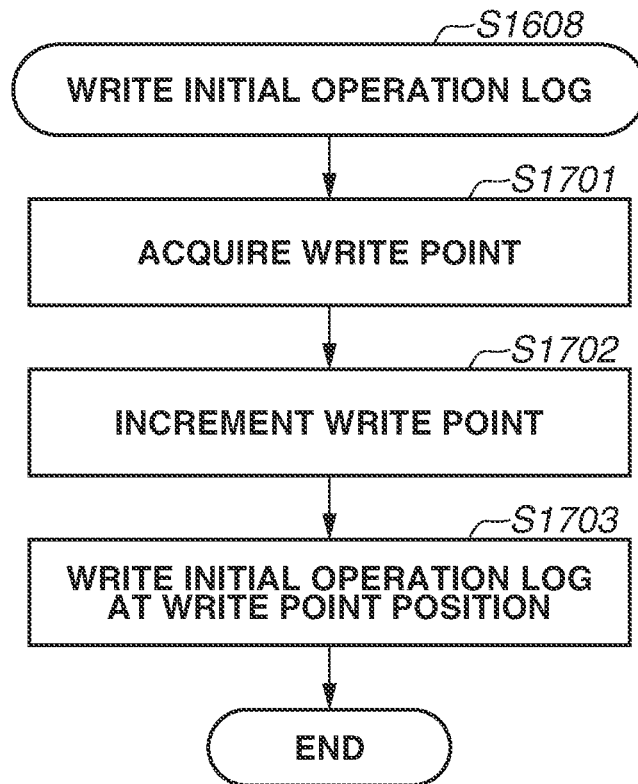 S1608
WRITE INITIAL OPERATION LOG
S1701
ACQUIRE WRITE POINT
S1702
INCREMENT WRITE POINT
S1703
WRITE INITIAL OPERATION LOG
AT WRITE POINT POSITION
END